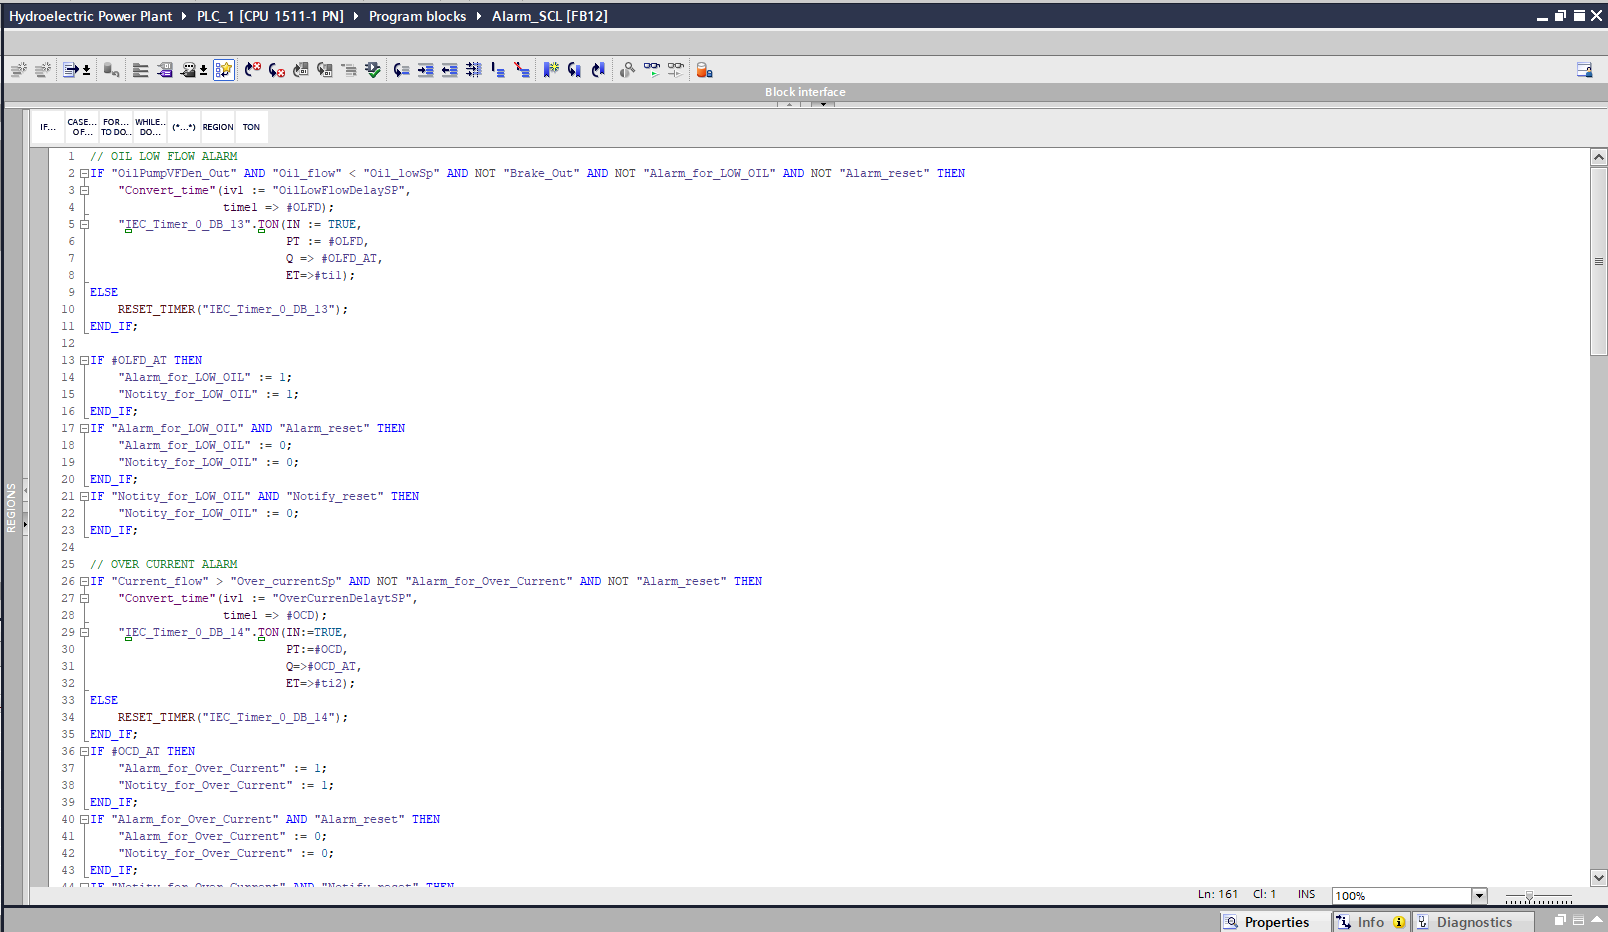 Hydroelectric Power Plant ▸ PLC_1 [CPU 1511-1 PN] ▸ Program blocks ▸ Alarm_SCL [FB12]
Block interface
IF... CASE... OF... FOR... TO DO.. WHILE.. DO... (*...*) REGION TON
1 // OIL LOW FLOW ALARM
2 IF "OilPumpVFDen_Out" AND "Oil_flow" < "Oil_lowSp" AND NOT "Brake_Out" AND NOT "Alarm_for_LOW_OIL" AND NOT "Alarm_reset" THEN
3 "Convert_time"(iv1 := "OilLowFlowDelaySP",
4 time1 => #OLFD);
5 "IEC_Timer_0_DB_13".TON(IN := TRUE,
6 PT := #OLFD,
7 Q => #OLFD_AT,
8 ET=>#ti1);
9 ELSE
10 RESET_TIMER("IEC_Timer_0_DB_13");
11 END_IF;
12
13 IF #OLFD_AT THEN
14 "Alarm_for_LOW_OIL" := 1;
15 "Notity_for_LOW_OIL" := 1;
16 END_IF;
17 IF "Alarm_for_LOW_OIL" AND "Alarm_reset" THEN
18 "Alarm_for_LOW_OIL" := 0;
19 "Notity_for_LOW_OIL" := 0;
20 END_IF;
21 IF "Notity_for_LOW_OIL" AND "Notify_reset" THEN
22 "Notity_for_LOW_OIL" := 0;
23 END_IF;
24
25 // OVER CURRENT ALARM
26 IF "Current_flow" > "Over_currentSp" AND NOT "Alarm_for_Over_Current" AND NOT "Alarm_reset" THEN
27 "Convert_time"(iv1 := "OverCurrenDelaytSP",
28 time1 => #OCD);
29 "IEC_Timer_0_DB_14".TON(IN:=TRUE,
30 PT:=#OCD,
31 Q=>#OCD_AT,
32 ET=>#ti2);
33 ELSE
34 RESET_TIMER("IEC_Timer_0_DB_14");
35 END_IF;
36 IF #OCD_AT THEN
37 "Alarm_for_Over_Current" := 1;
38 "Notity_for_Over_Current" := 1;
39 END_IF;
40 IF "Alarm_for_Over_Current" AND "Alarm_reset" THEN
41 "Alarm_for_Over_Current" := 0;
42 "Notity_for_Over_Current" := 0;
43 END_IF;
44 IF "Notity_for_Over_Current" AND "Notify_reset" THEN
REGIONS
Ln: 161 Cl: 1 INS 100%
Properties Info Diagnostics